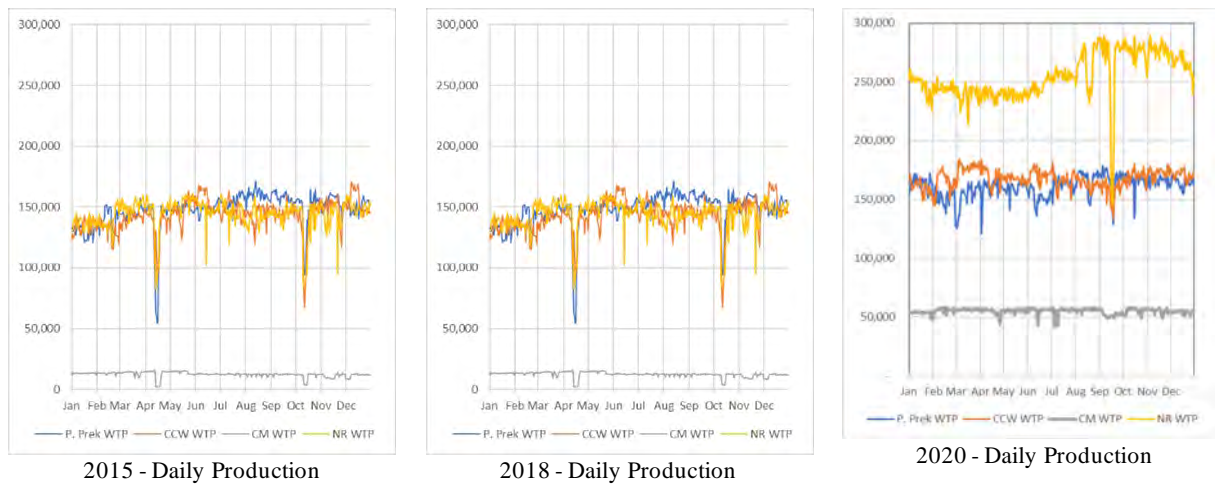 300,000
250,000
200,000
150,000
100,000
50,000
0
Jan Feb Mar Apr May Jun Jul Aug Sep Oct Nov Dec
P. Prek WTP CCW WTP CM WTP NR WTP
2015 - Daily Production
300,000
250,000
200,000
150,000
100,000
50,000
0
Jan Feb Mar Apr May Jun Jul Aug Sep Oct Nov Dec
P. Prek WTP CCW WTP CM WTP NR WTP
2018 - Daily Production
300,000
250,000
200,000
150,000
100,000
50,000
-
Jan Feb Mar Apr May Jun Jul Aug Sep Oct Nov Dec
P. Prek WTP CCW WTP CM WTP NR WTP
2020 - Daily Production